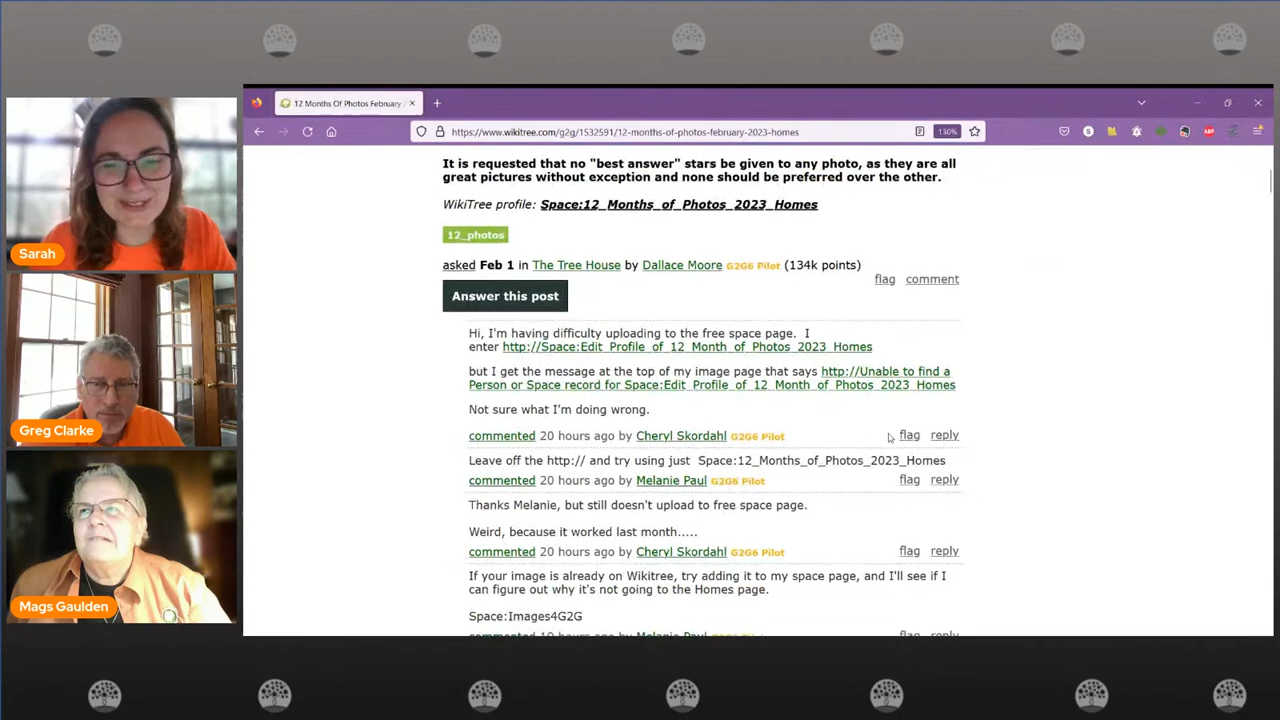 12 Months Of Photos February 2
https://www.wikitree.com/g2g/1532591/12-months-of-photos-february-2023-homes
130%
It is requested that no "best answer" stars be given to any photo, as they are all
great pictures without exception and none should be preferred over the other.
WikiTree profile: Space:12_Months_of_Photos_2023_Homes
12_photos
asked Feb 1 in The Tree House by Dallace Moore G2G6 Pilot (134k points)
flag comment
Answer this post
Hi, I'm having difficulty uploading to the free space page. I
enter http://Space:Edit_Profile_of_12_Month_of_Photos_2023_Homes
but I get the message at the top of my image page that says http://Unable to find a
Person or Space record for Space:Edit_Profile_of_12_Month_of_Photos_2023_Homes
Not sure what I'm doing wrong.
commented 20 hours ago by Cheryl Skordahl G2G6 Pilot flag reply
Leave off the http:// and try using just Space:12_Months_of_Photos_2023_Homes
commented 20 hours ago by Melanie Paul G2G6 Pilot flag reply
Thanks Melanie, but still doesn't upload to free space page.
Weird, because it worked last month.....
commented 20 hours ago by Cheryl Skordahl G2G6 Pilot flag reply
If your image is already on Wikitree, try adding it to my space page, and I'll see if I
can figure out why it's not going to the Homes page.
Space:Images4G2G
Sarah
Greg Clarke
Mags Gaulden